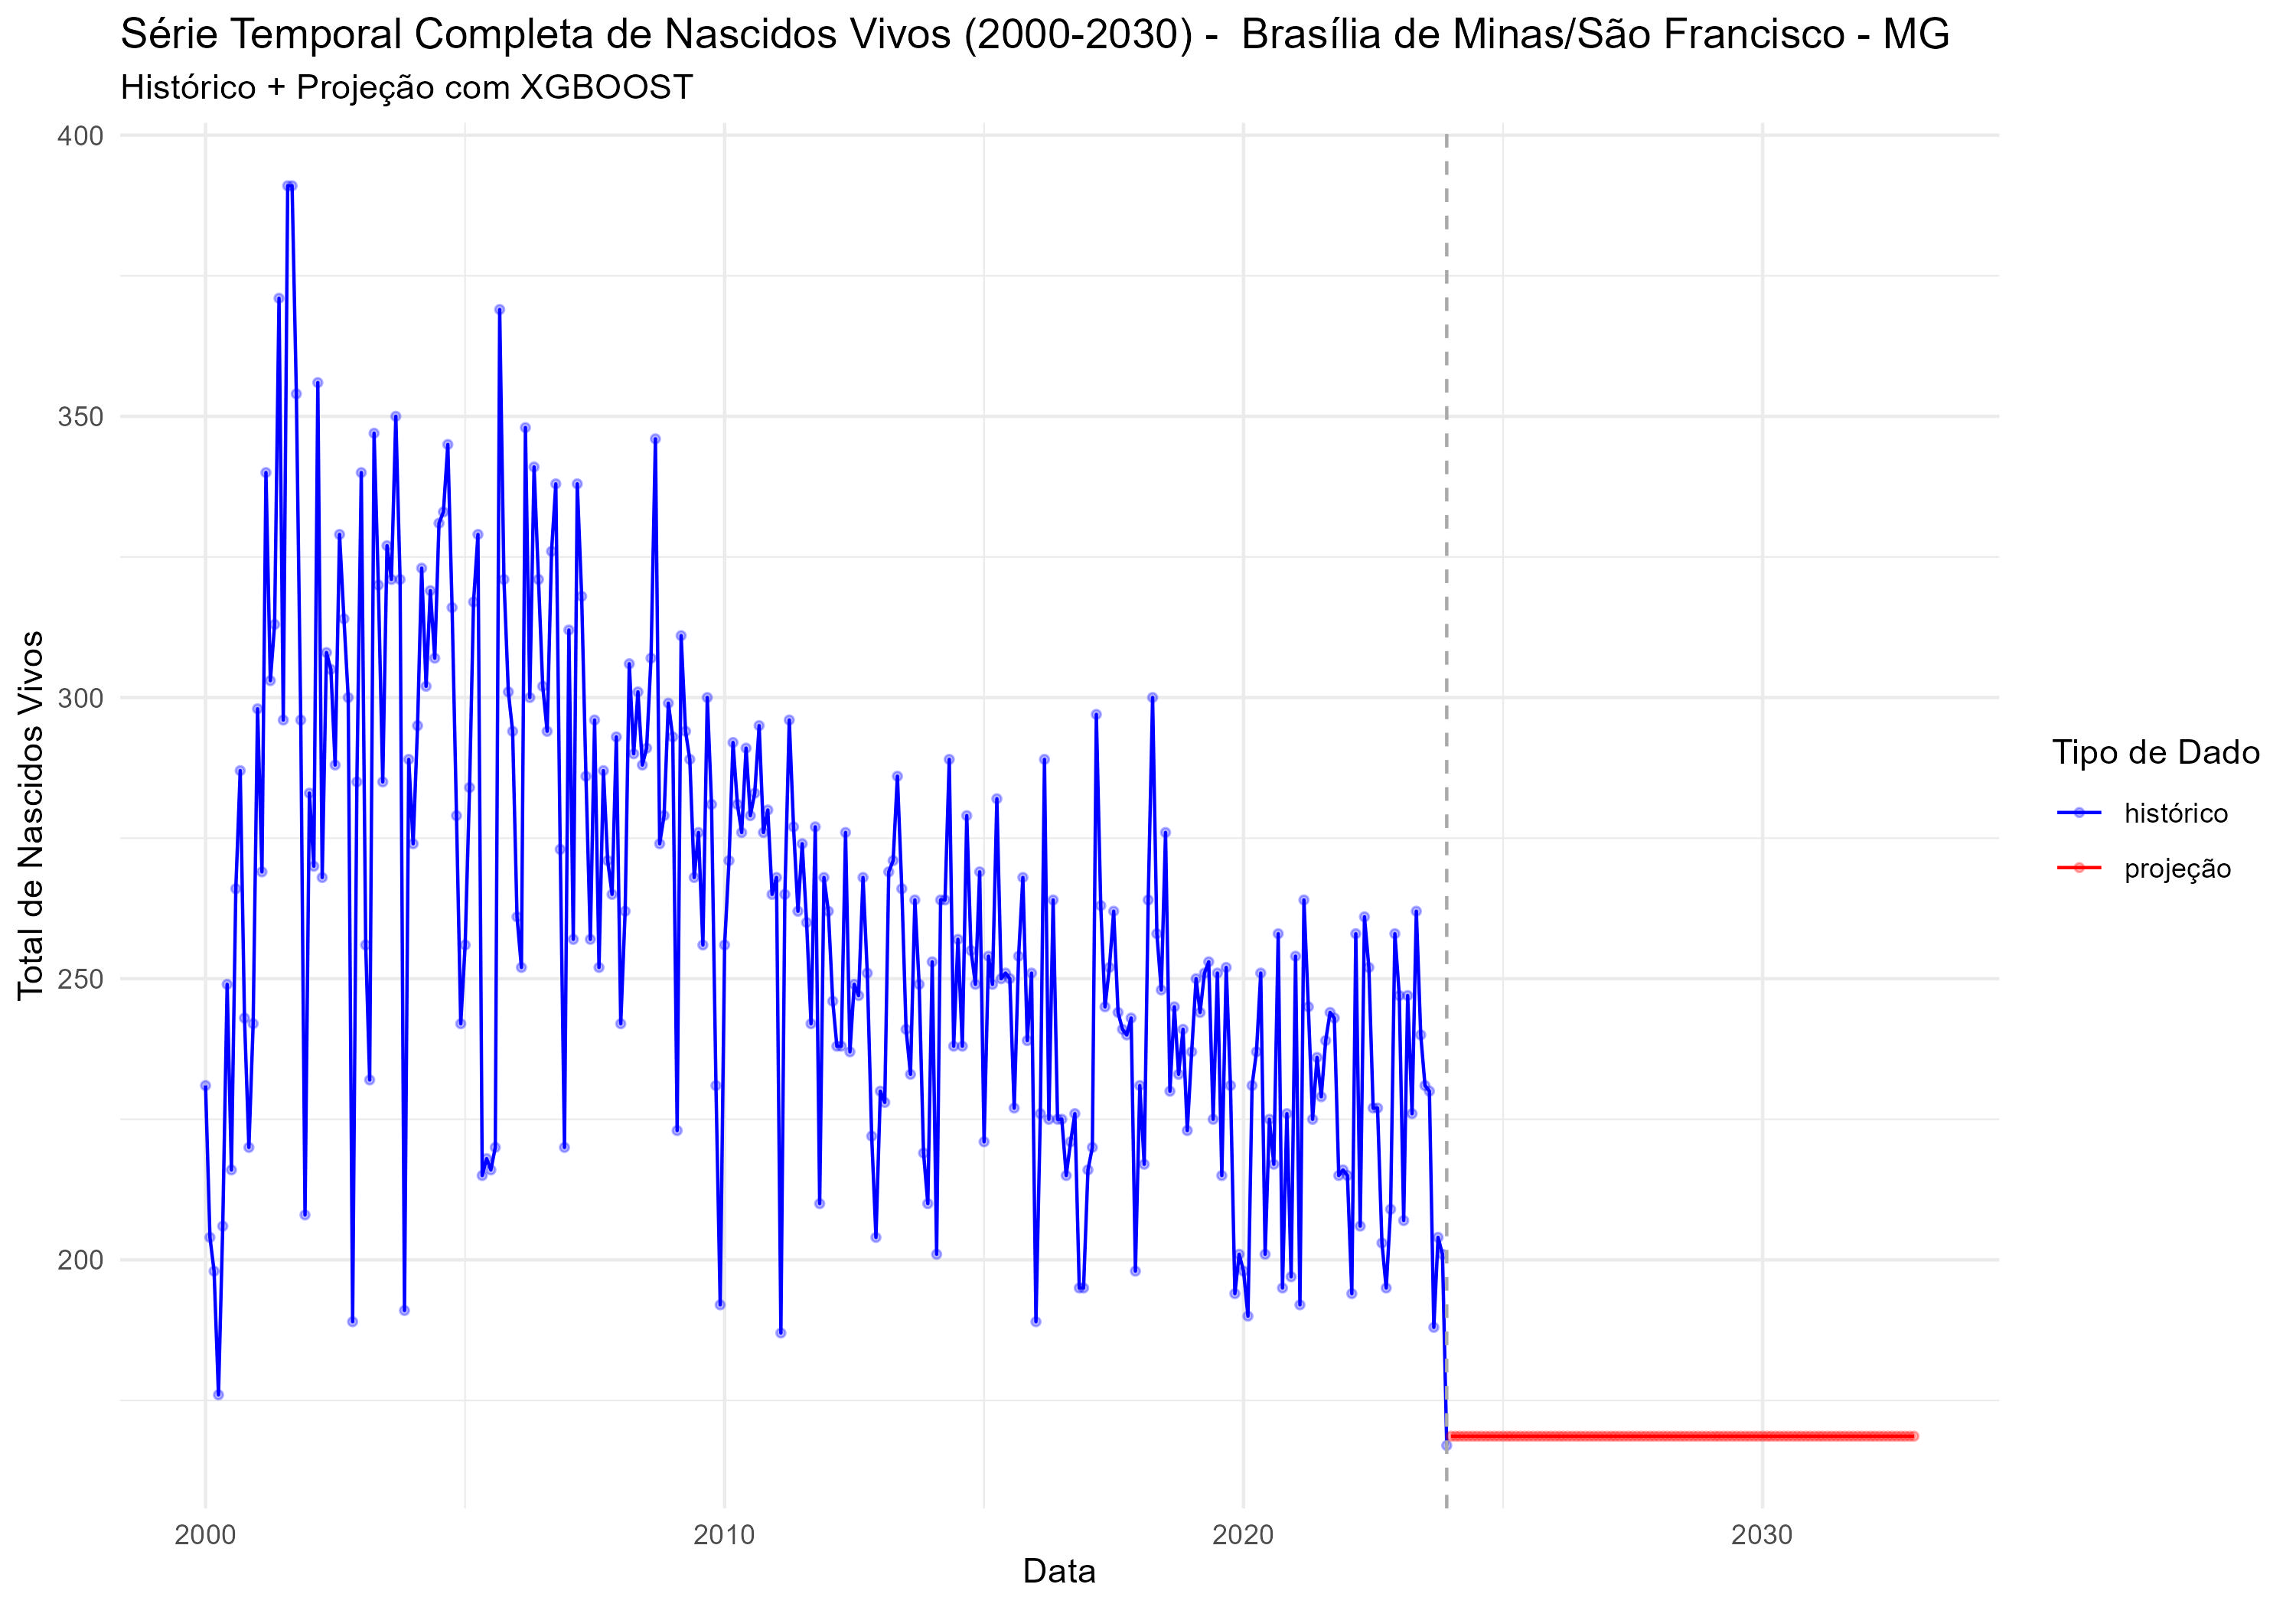 Série Temporal Completa de Nascidos Vivos (2000-2030) -  Brasília de Minas/São Francisco - MG
Histórico + Projeção com XGBOOST
400
350
300
250
200
Total de Nascidos Vivos
2000
2010
2020
2030
Data
Tipo de Dado
histórico
projeção